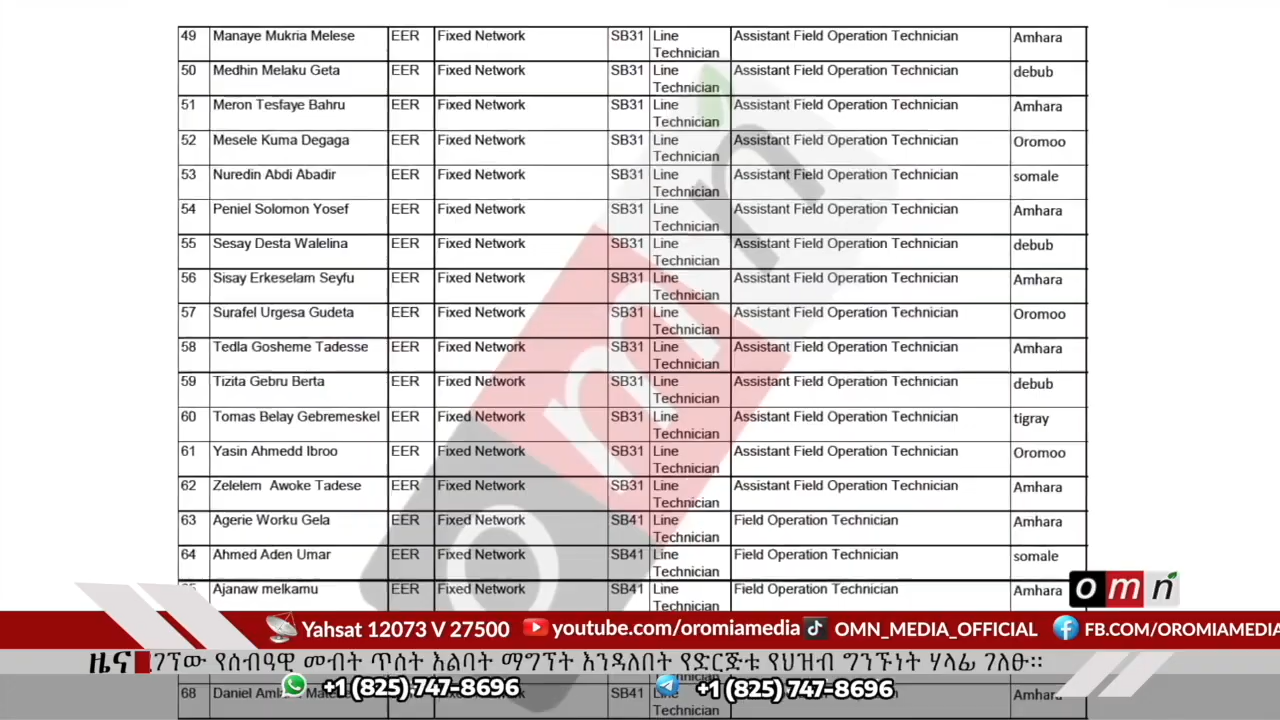 49 Manaye Mukria Melese EER Fixed Network SB31 Line Technician Assistant Field Operation Technician Amhara
50 Medhin Melaku Geta EER Fixed Network SB31 Line Technician Assistant Field Operation Technician debub
51 Meron Tesfaye Bahru EER Fixed Network SB31 Line Technician Assistant Field Operation Technician Amhara
52 Mesele Kuma Degaga EER Fixed Network SB31 Line Technician Assistant Field Operation Technician Oromoo
53 Nuredin Abdi Abadir EER Fixed Network SB31 Line Technician Assistant Field Operation Technician somale
54 Peniel Solomon Yosef EER Fixed Network SB31 Line Technician Assistant Field Operation Technician Amhara
55 Sesay Desta Walelina EER Fixed Network SB31 Line Technician Assistant Field Operation Technician debub
56 Sisay Erkeselam Seyfu EER Fixed Network SB31 Line Technician Assistant Field Operation Technician Amhara
57 Surafel Urgesa Gudeta EER Fixed Network SB31 Line Technician Assistant Field Operation Technician Oromoo
58 Tedla Gosheme Tadesse EER Fixed Network SB31 Line Technician Assistant Field Operation Technician Amhara
59 Tizita Gebru Berta EER Fixed Network SB31 Line Technician Assistant Field Operation Technician debub
60 Tomas Belay Gebremeskel EER Fixed Network SB31 Line Technician Assistant Field Operation Technician tigray
61 Yasin Ahmedd Ibroo EER Fixed Network SB31 Line Technician Assistant Field Operation Technician Oromoo
62 Zelelem Awoke Tadese EER Fixed Network SB31 Line Technician Assistant Field Operation Technician Amhara
63 Agerie Worku Gela EER Fixed Network SB41 Line Technician Field Operation Technician Amhara
64 Ahmed Aden Umar EER Fixed Network SB41 Line Technician Field Operation Technician somale
Ajanaw melkamu EER Fixed Network SB41 Line Technician Field Operation Technician Amhara
omn
Yahsat 12073 V 27500 youtube.com/oromiamedia OMN_MEDIA_OFFICIAL FB.COM/OROMIAMEDIA
ዜና የሰብዓዊ መብት ጥሰት እልባት ማግኘት እንዳለበት የድርጅቱ የህዝብ ግንኙነት ሃላፊ ገለፁ።
68 Daniel SB41 Line Technician Amhara
+1 (825) 747-8696 +1 (825) 747-8696